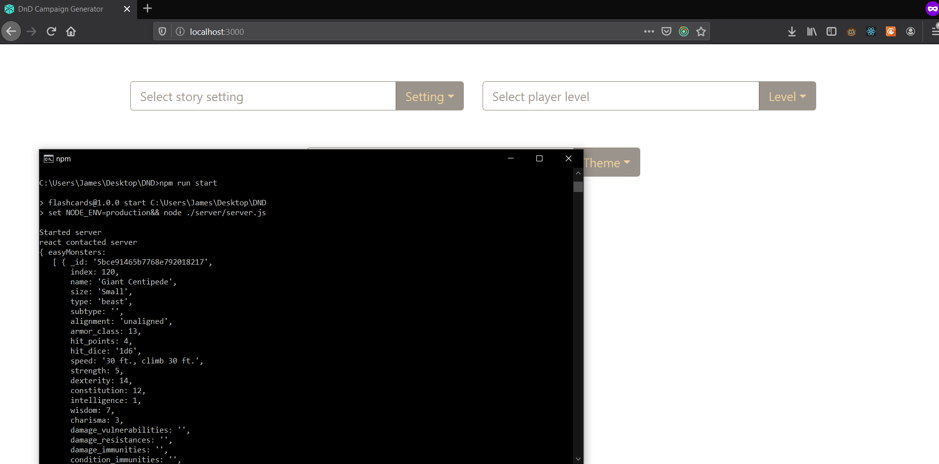 DnD Campaign Generator
localhost:3000
Select story setting
Setting
Select player level
Level
Theme
npm
C:\Users\James\Desktop\DND>npm run start
> flashcards@1.0.0 start C:\Users\James\Desktop\DND
> set NODE_ENV=production&& node ./server/server.js
Started server
react contacted server
{ easyMonsters:
[ { _id: '5bce91465b7768e792018217',
index: 120,
name: 'Giant Centipede',
size: 'Small',
type: 'beast',
subtype: '',
alignment: 'unaligned',
armor_class: 13,
hit_points: 4,
hit_dice: '1d6',
speed: '30 ft., climb 30 ft.',
strength: 5,
dexterity: 14,
constitution: 12,
intelligence: 1,
wisdom: 7,
charisma: 3,
damage_vulnerabilities: '',
damage_resistances: '',
damage_immunities: '',
condition_immunities: '',